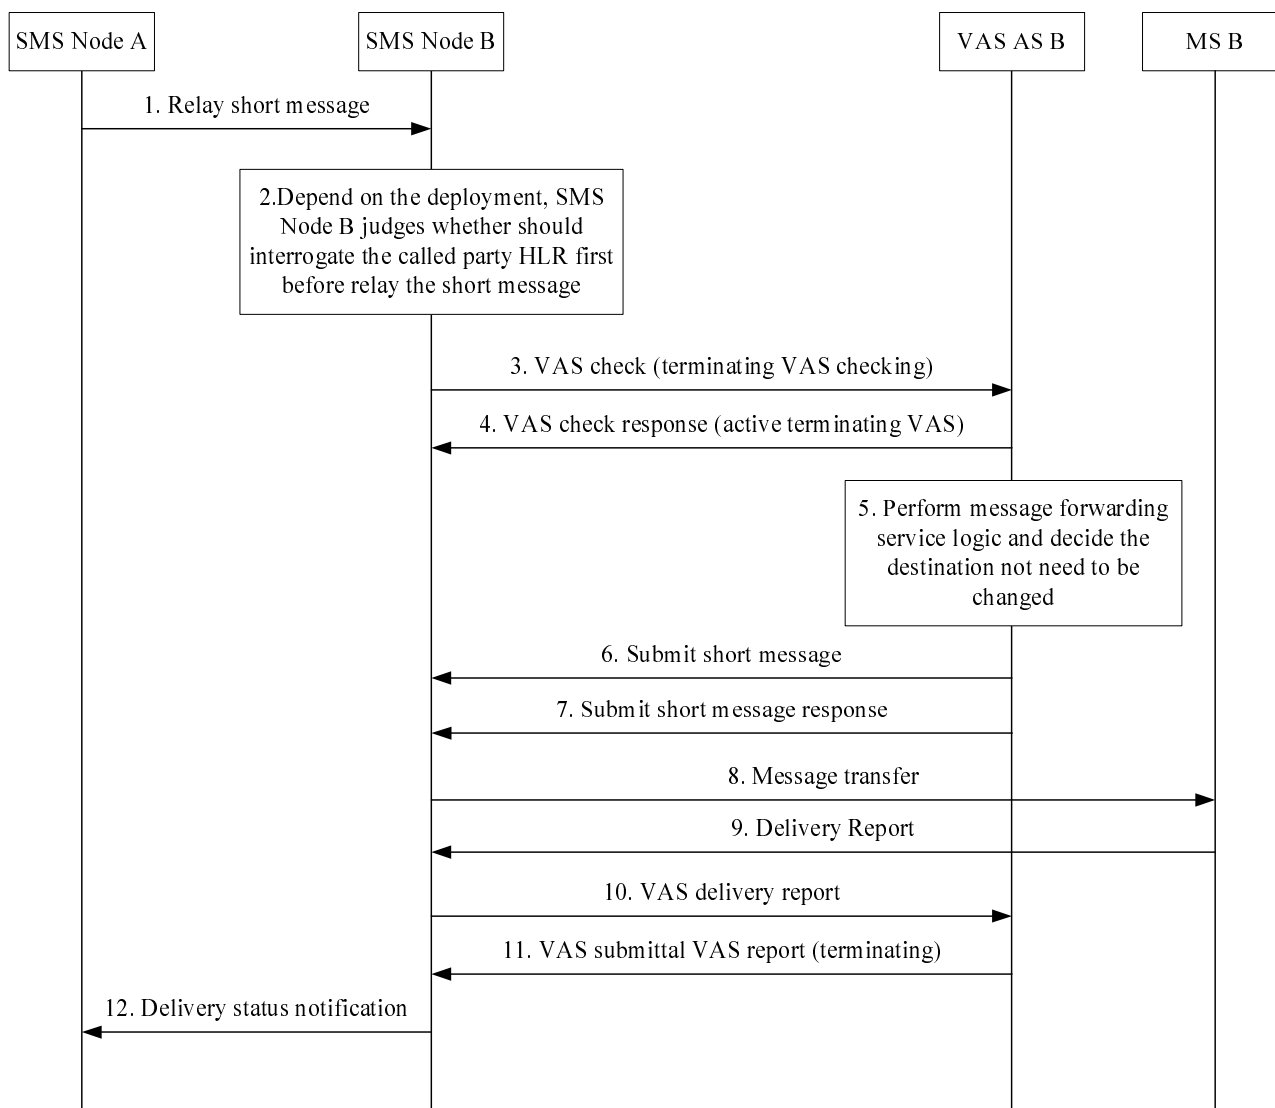 SMS Node A
SMS Node B
VAS AS B
MS B
1. Relay short message
2.Depend on the deployment, SMS
Node B judges whether should
interrogate the called party HLR first
before relay the short message
3. VAS check (terminating VAS checking)
4. VAS check response (active terminating VAS)
5. Perform message forwarding
service logic and decide the
destination not need to be
changed
6. Submit short message
7. Submit short message response
8. Message transfer
9. Delivery Report
10. VAS delivery report
11. VAS submittal VAS report (terminating)
12. Delivery status notification